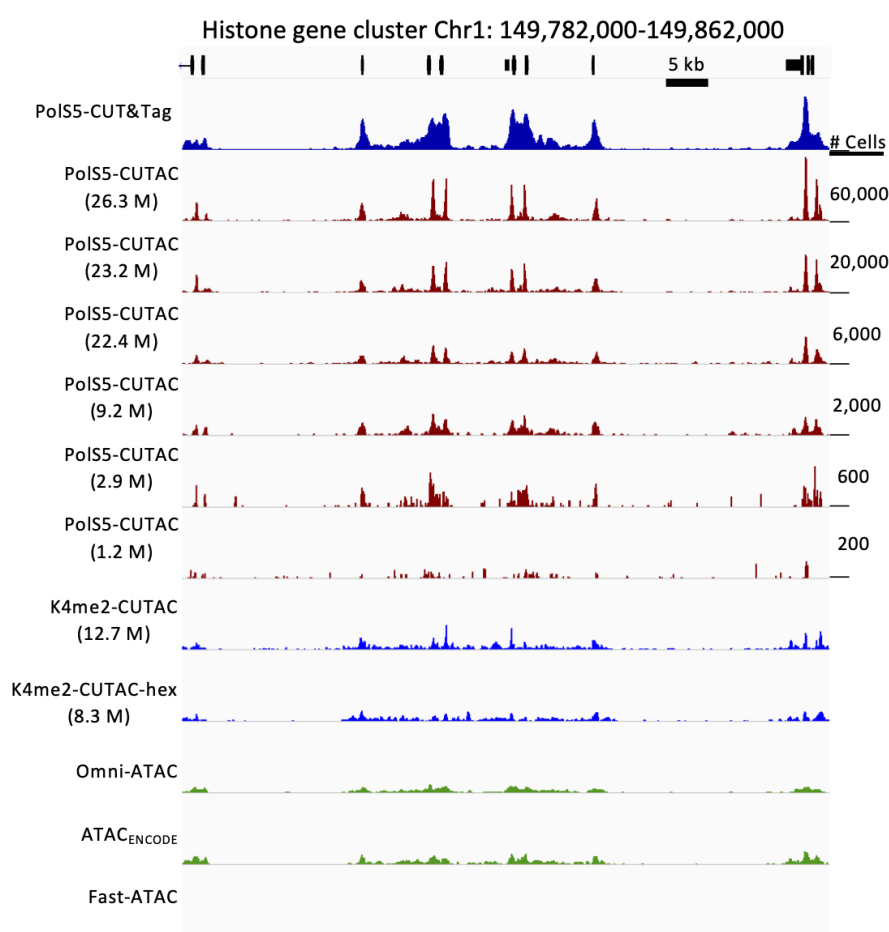 Histone gene cluster Chr1: 149,782,000-149,862,000
5 kb
PolS5-CUT&Tag
# Cells
PolS5-CUTAC
(26.3 M)
60,000
PolS5-CUTAC
(23.2 M)
20,000
PolS5-CUTAC
(22.4 M)
6,000
PolS5-CUTAC
(9.2 M)
2,000
PolS5-CUTAC
(2.9 M)
600
PolS5-CUTAC
(1.2 M)
200
K4me2-CUTAC
(12.7 M)
K4me2-CUTAC-hex
(8.3 M)
Omni-ATAC
ATACENCODE
Fast-ATAC